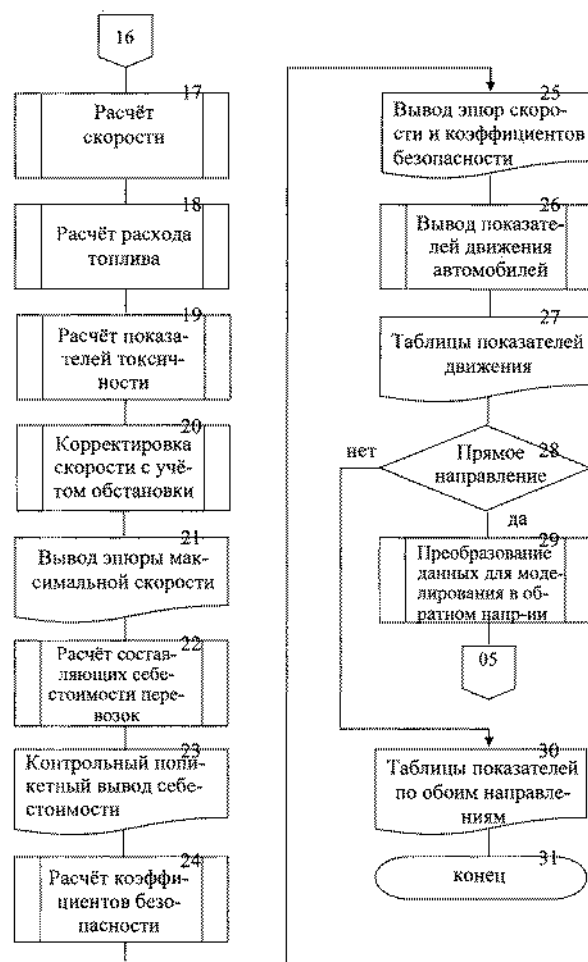 16
17
Расчёт
скорости
18
Расчёт расхода
топлива
19
Расчёт показа-
телей токсич-
ности
20
Корректировка
скорости с учё-
том обстановки
21
Вывод эпюры мак-
симальной скорости
22
Расчёт составля-
ляющих себе-
стоимости пере-
возок
23
Контрольный попи-
кетный вывод себе-
стоимости
24
Расчёт коэффи-
циентов безо-
пасности
25
Вывод эпюр скоро-
сти и коэффициентов
безопасности
26
Вывод показате-
лей движения
автомобилей
27
Таблицы показателей
движения
28
нет
Прямое
направление
да
29
Преобразование
данных для моде-
лирования в об-
ратном напр-ии
05
30
Таблицы показателей
по обоим направле-
ниям
31
конец